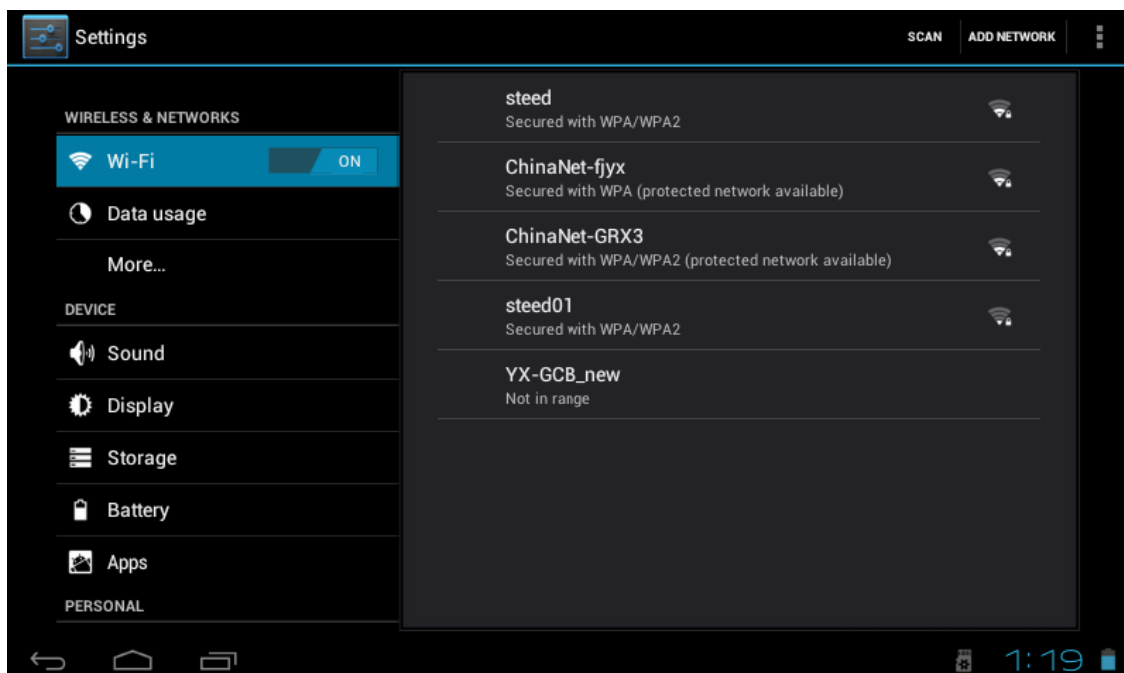 Settings
SCAN
ADD NETWORK
WIRELESS & NETWORKS
Wi-Fi
ON
Data usage
More...
DEVICE
Sound
Display
Storage
Battery
Apps
PERSONAL
steed
Secured with WPA/WPA2
ChinaNet-fjyx
Secured with WPA (protected network available)
ChinaNet-GRX3
Secured with WPA/WPA2 (protected network available)
steed01
Secured with WPA/WPA2
YX-GCB_new
Not in range
1:19